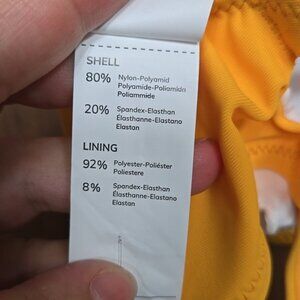 SHELL
80% Nylon-Polyamid
Polyamide-Poliamida
Poliammide
20% Spandex-Elasthan
Élasthanne-Elastano
Elastan
LINING
92% Polyester-Poliéster
Poliestere
8% Spandex-Elasthan
Élasthanne-Elastano
Elastan